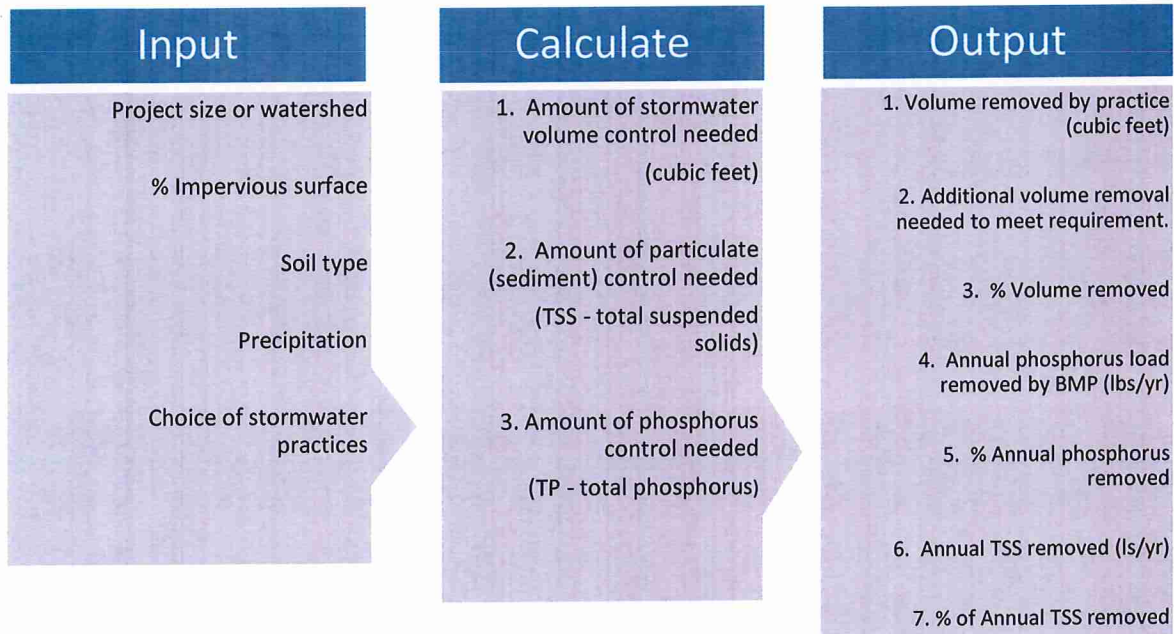 Input
Project size or watershed
% Impervious surface
Soil type
Precipitation
Choice of stormwater
practices
Calculate
1. Amount of stormwater
volume control needed
(cubic feet)
2. Amount of particulate
(sediment) control needed
(TSS - total suspended
solids)
3. Amount of phosphorus
control needed
(TP - total phosphorus)
Output
1. Volume removed by practice
(cubic feet)
2. Additional volume removal
needed to meet requirement.
3. % Volume removed
4. Annual phosphorus load
removed by BMP (lbs/yr)
5. % Annual phosphorus
removed
6. Annual TSS removed (ls/yr)
7. % of Annual TSS removed